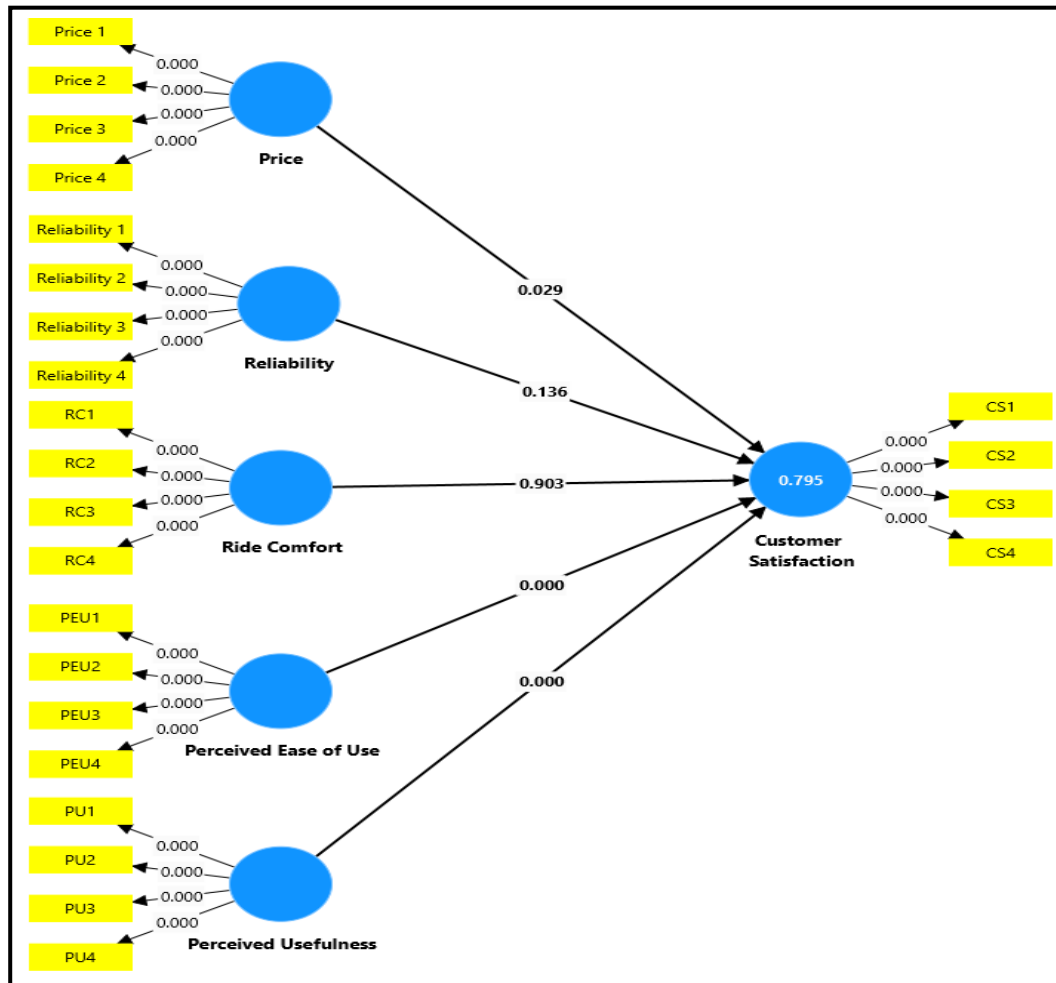 Price 1
0.000
Price 2
0.000
0.000
Price 3
0.000
Price 4
Price
Reliability 1
0.000
Reliability 2
0.000
0.000
Reliability 3
0.000
Reliability 4
Reliability
RC1
0.000
RC2
0.000
0.000
RC3
0.000
RC4
Ride Comfort
PEU1
0.000
PEU2
0.000
0.000
PEU3
0.000
PEU4
Perceived Ease of Use
PU1
0.000
PU2
0.000
0.000
PU3
0.000
PU4
Perceived Usefulness
0.029
0.136
0.903
0.000
0.000
0.795
Customer
Satisfaction
CS1
0.000
CS2
0.000
0.000
CS3
0.000
CS4